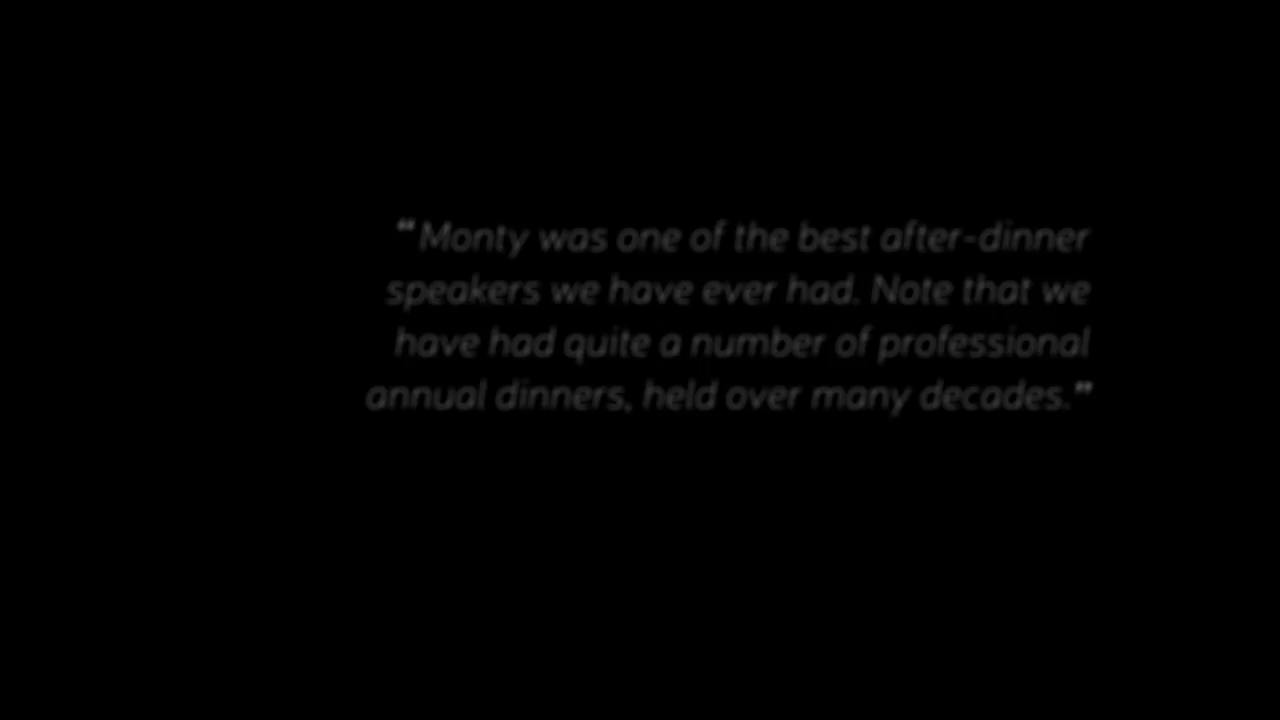 “Monty was one of the best after-dinner
speakers we have ever had. Note that we
have had quite a number of professional
annual dinners, held over many decades.”